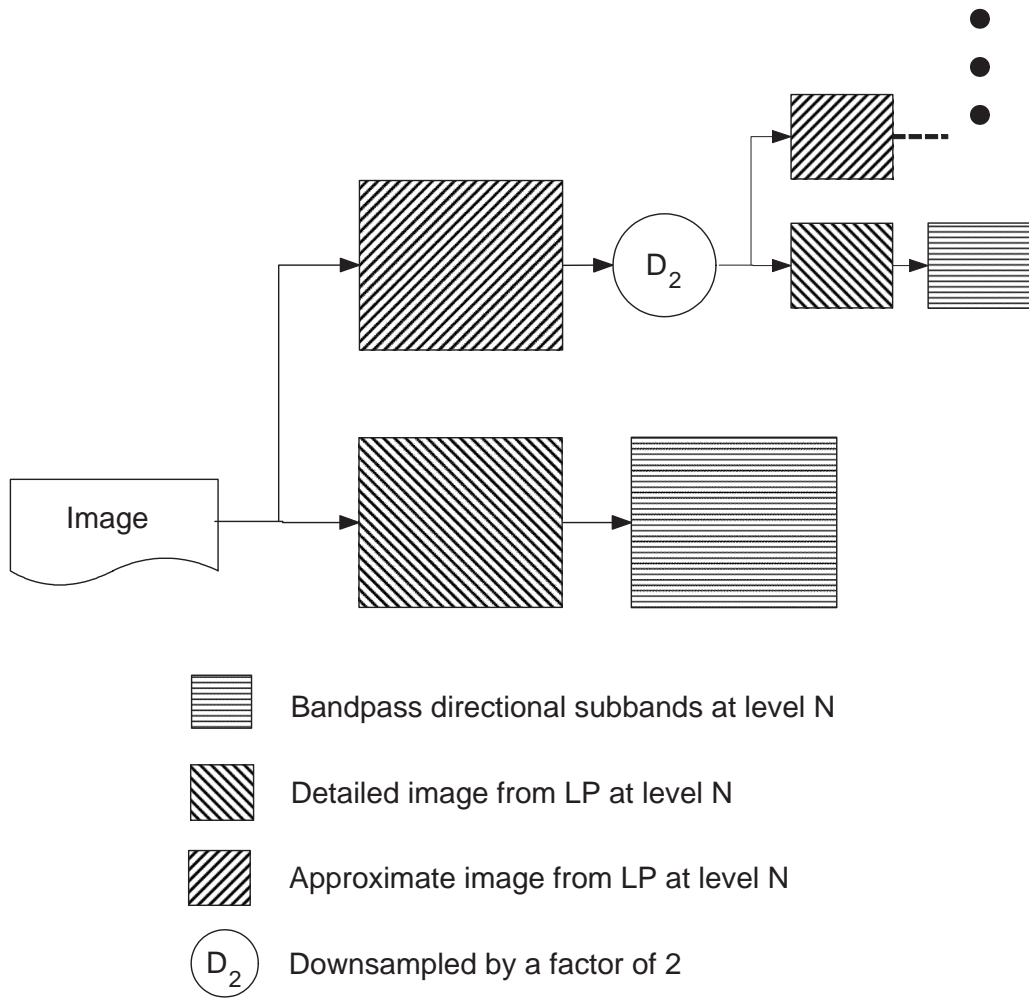 D2
Image
Bandpass directional subbands at level N
Detailed image from LP at level N
Approximate image from LP at level N
D2 Downsampled by a factor of 2